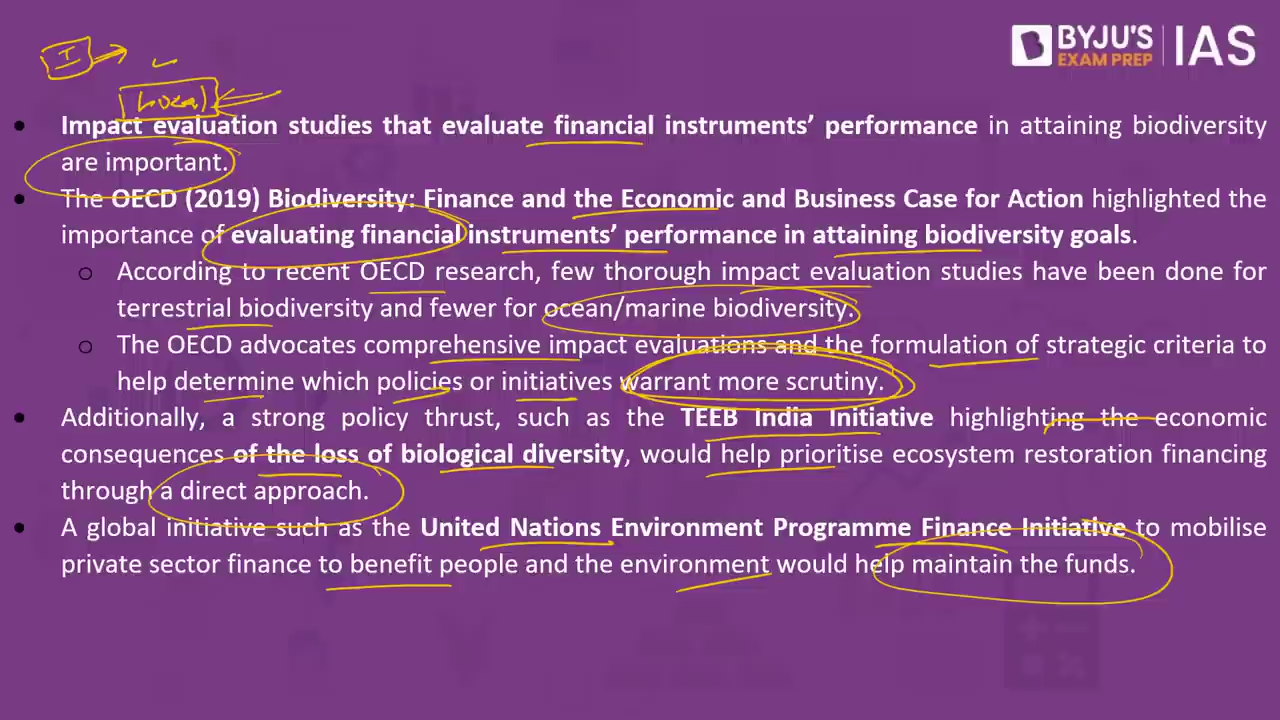 BYJU'S
EXAM PREP
IAS
I
Local
• Impact evaluation studies that evaluate financial instruments' performance in attaining biodiversity
are important.
• The OECD (2019) Biodiversity: Finance and the Economic and Business Case for Action highlighted the
importance of evaluating financial instruments' performance in attaining biodiversity goals.
o According to recent OECD research, few thorough impact evaluation studies have been done for
terrestrial biodiversity and fewer for ocean/marine biodiversity.
o The OECD advocates comprehensive impact evaluations and the formulation of strategic criteria to
help determine which policies or initiatives warrant more scrutiny.
• Additionally, a strong policy thrust, such as the TEEB India Initiative highlighting the economic
consequences of the loss of biological diversity, would help prioritise ecosystem restoration financing
through a direct approach.
• A global initiative such as the United Nations Environment Programme Finance Initiative to mobilise
private sector finance to benefit people and the environment would help maintain the funds.